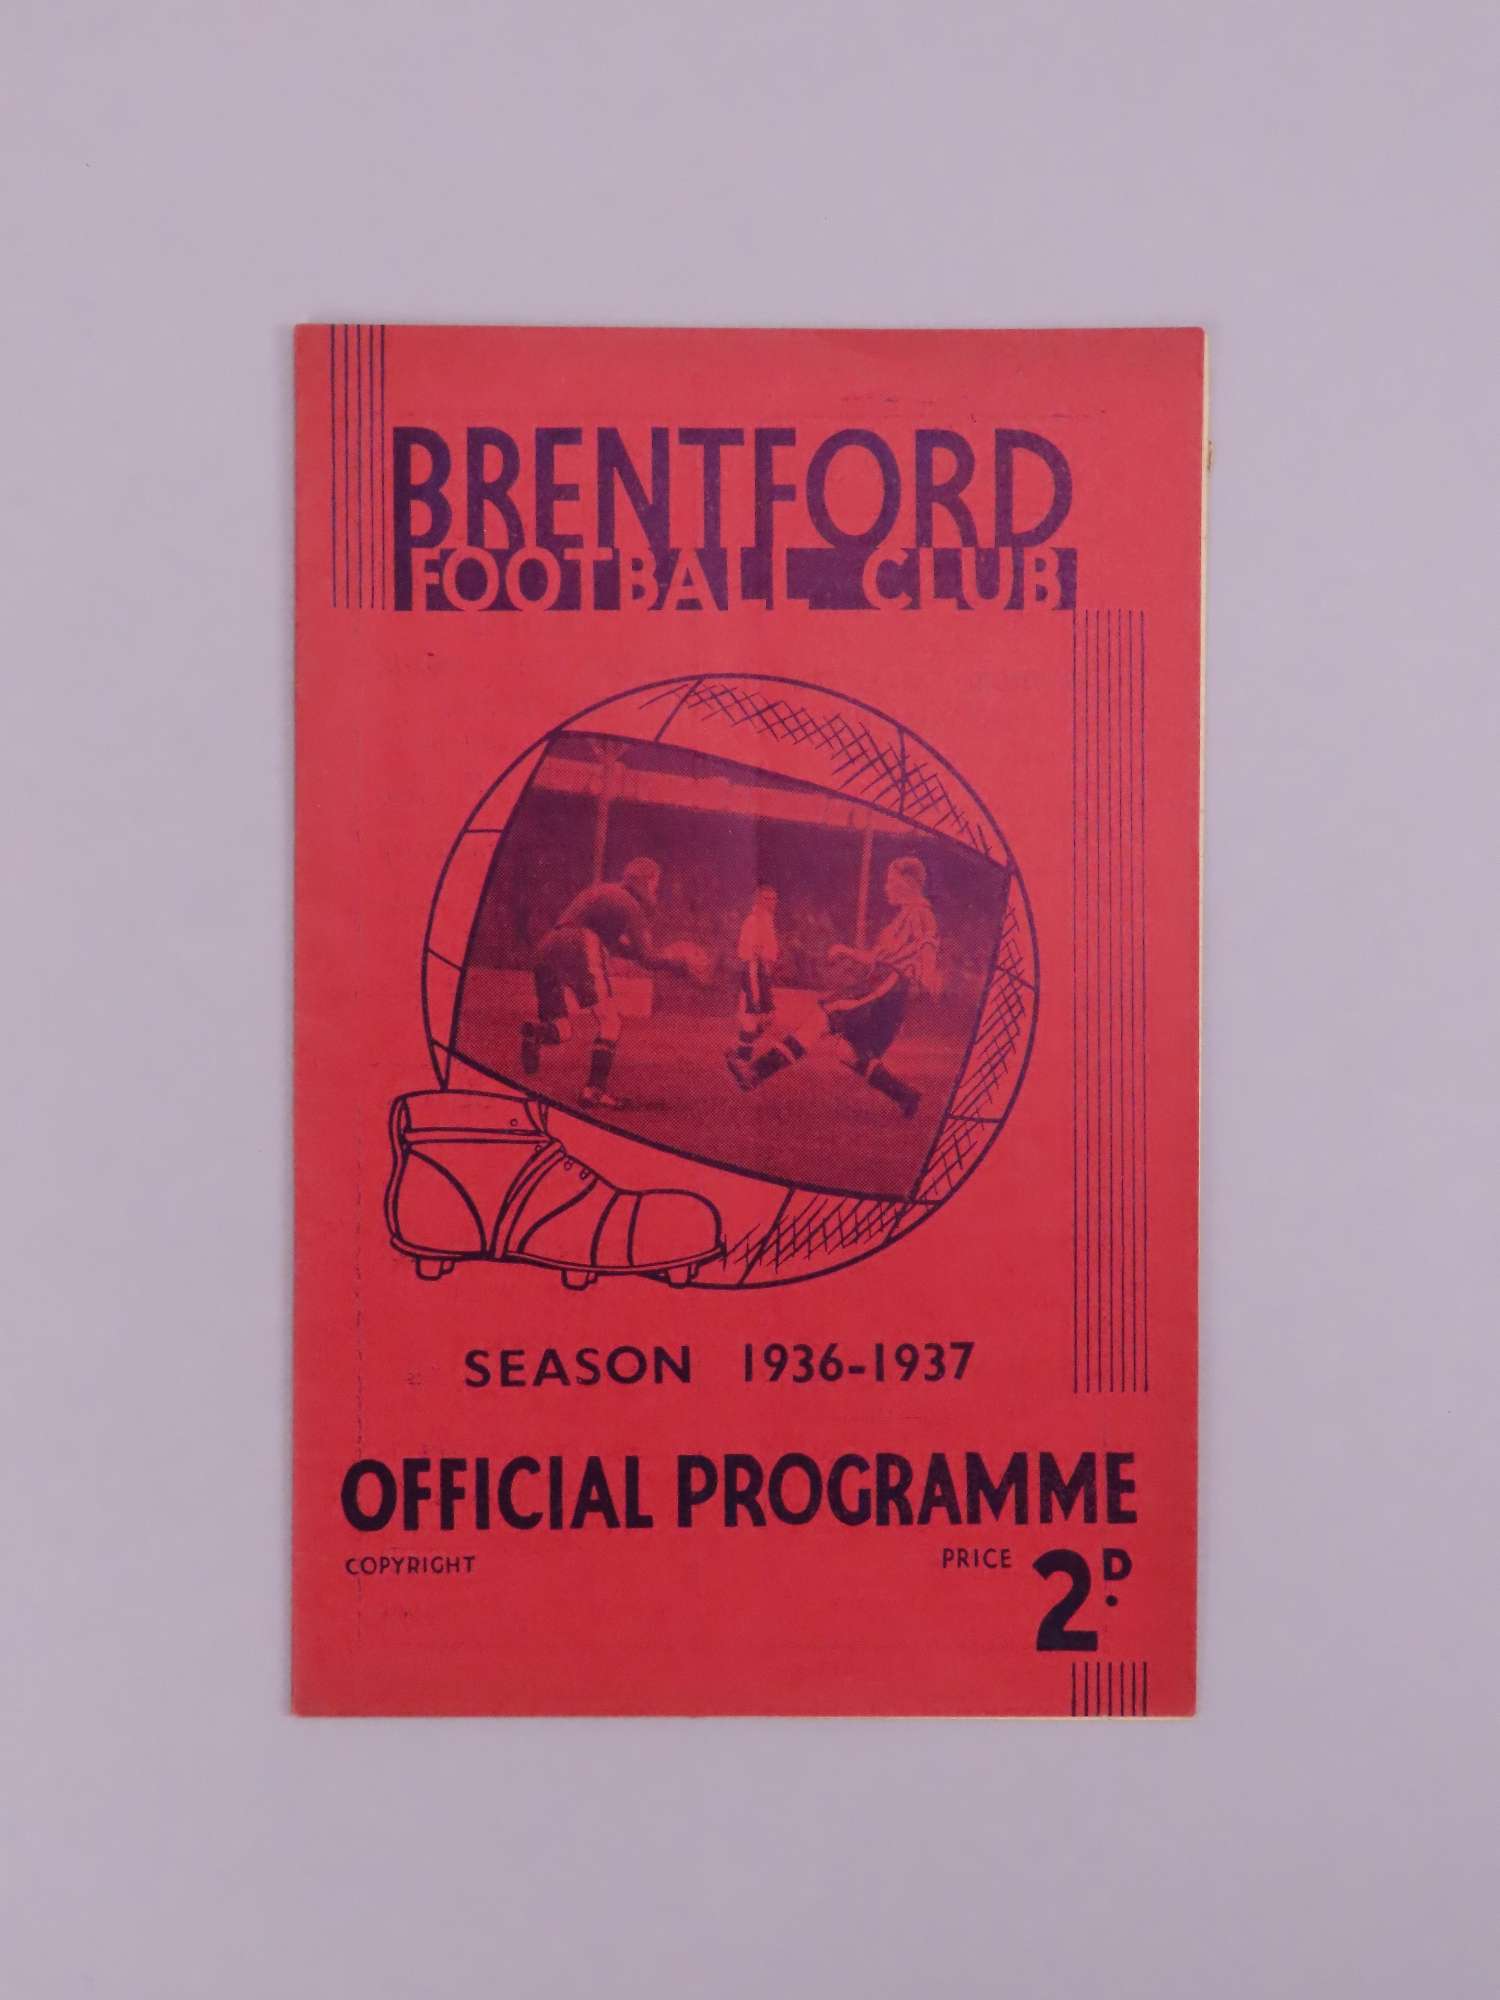 BRENTFORD
FOOTBALL CLUB
SEASON 1936-1937
OFFICIAL PROGRAMME
COPYRIGHT
PRICE 2D.